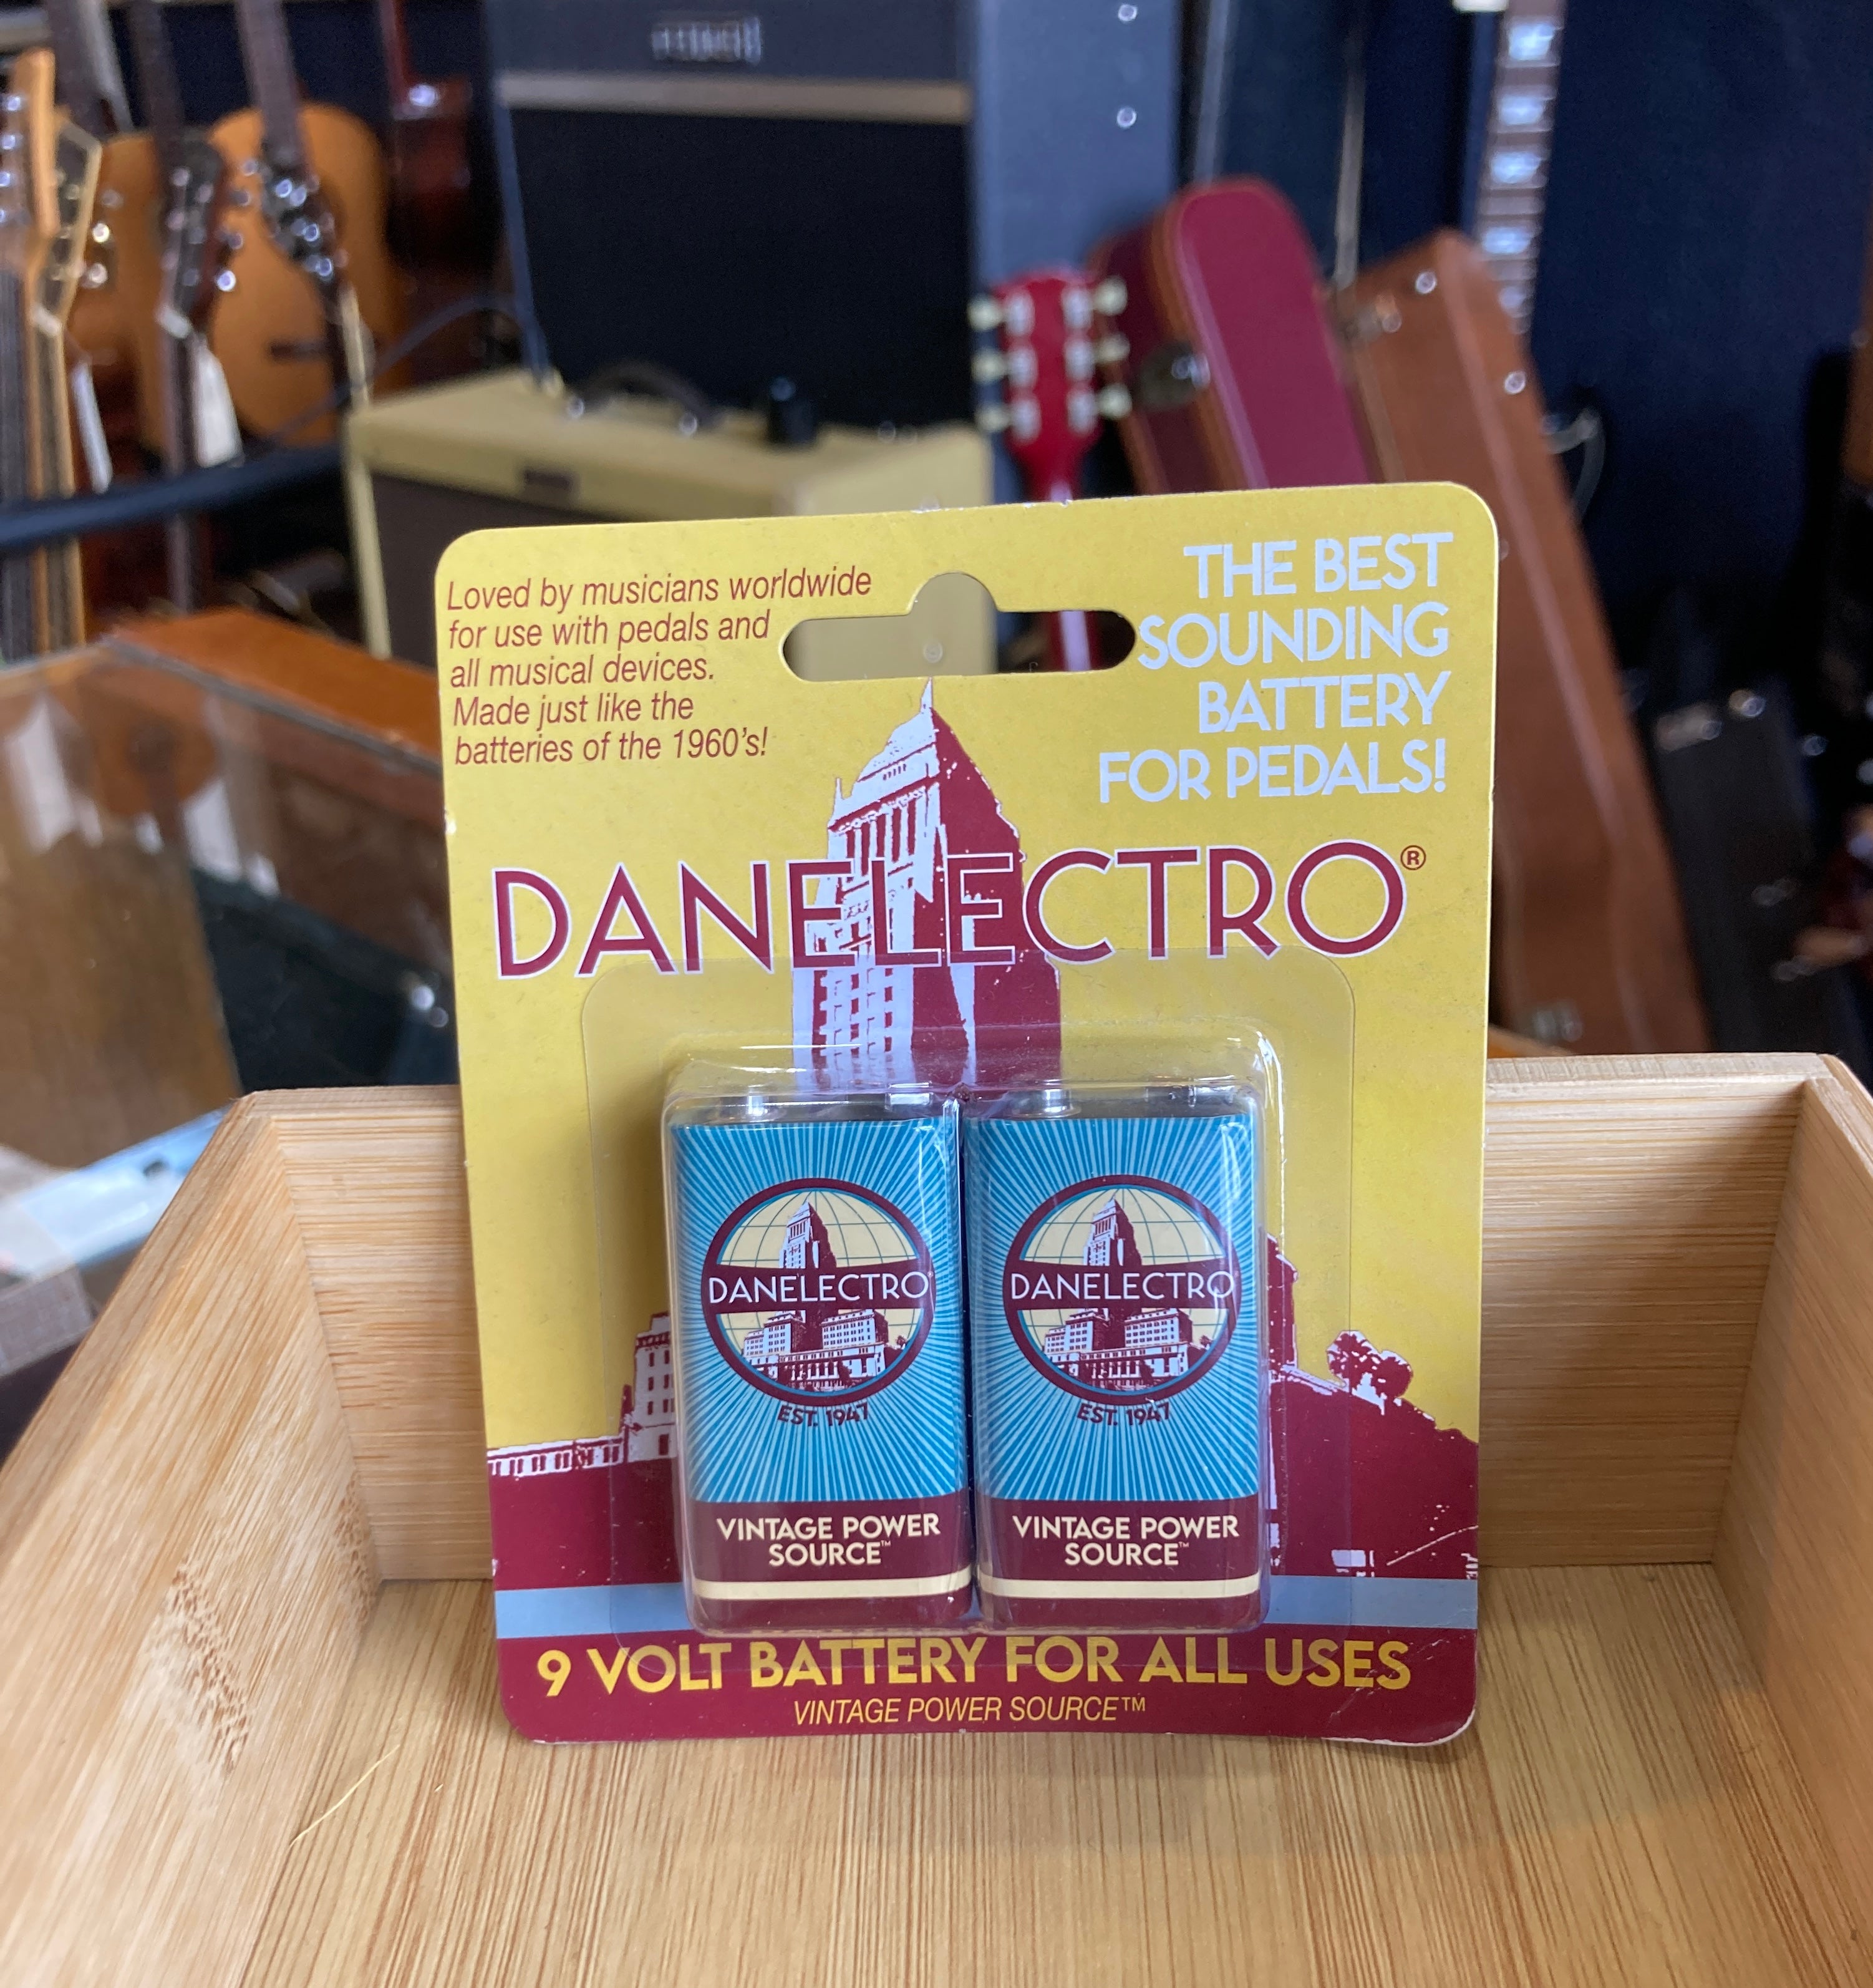 Loved by musicians worldwide
for use with pedals and
all musical devices.
Made just like the
batteries of the 1960's!
THE BEST
SOUNDING
BATTERY
FOR PEDALS!
DANELECTRO®
DANELECTRO
EST. 1947
VINTAGE POWER
SOURCE™
DANELECTRO
EST. 1947
VINTAGE POWER
SOURCE™
9 VOLT BATTERY FOR ALL USES
VINTAGE POWER SOURCE™